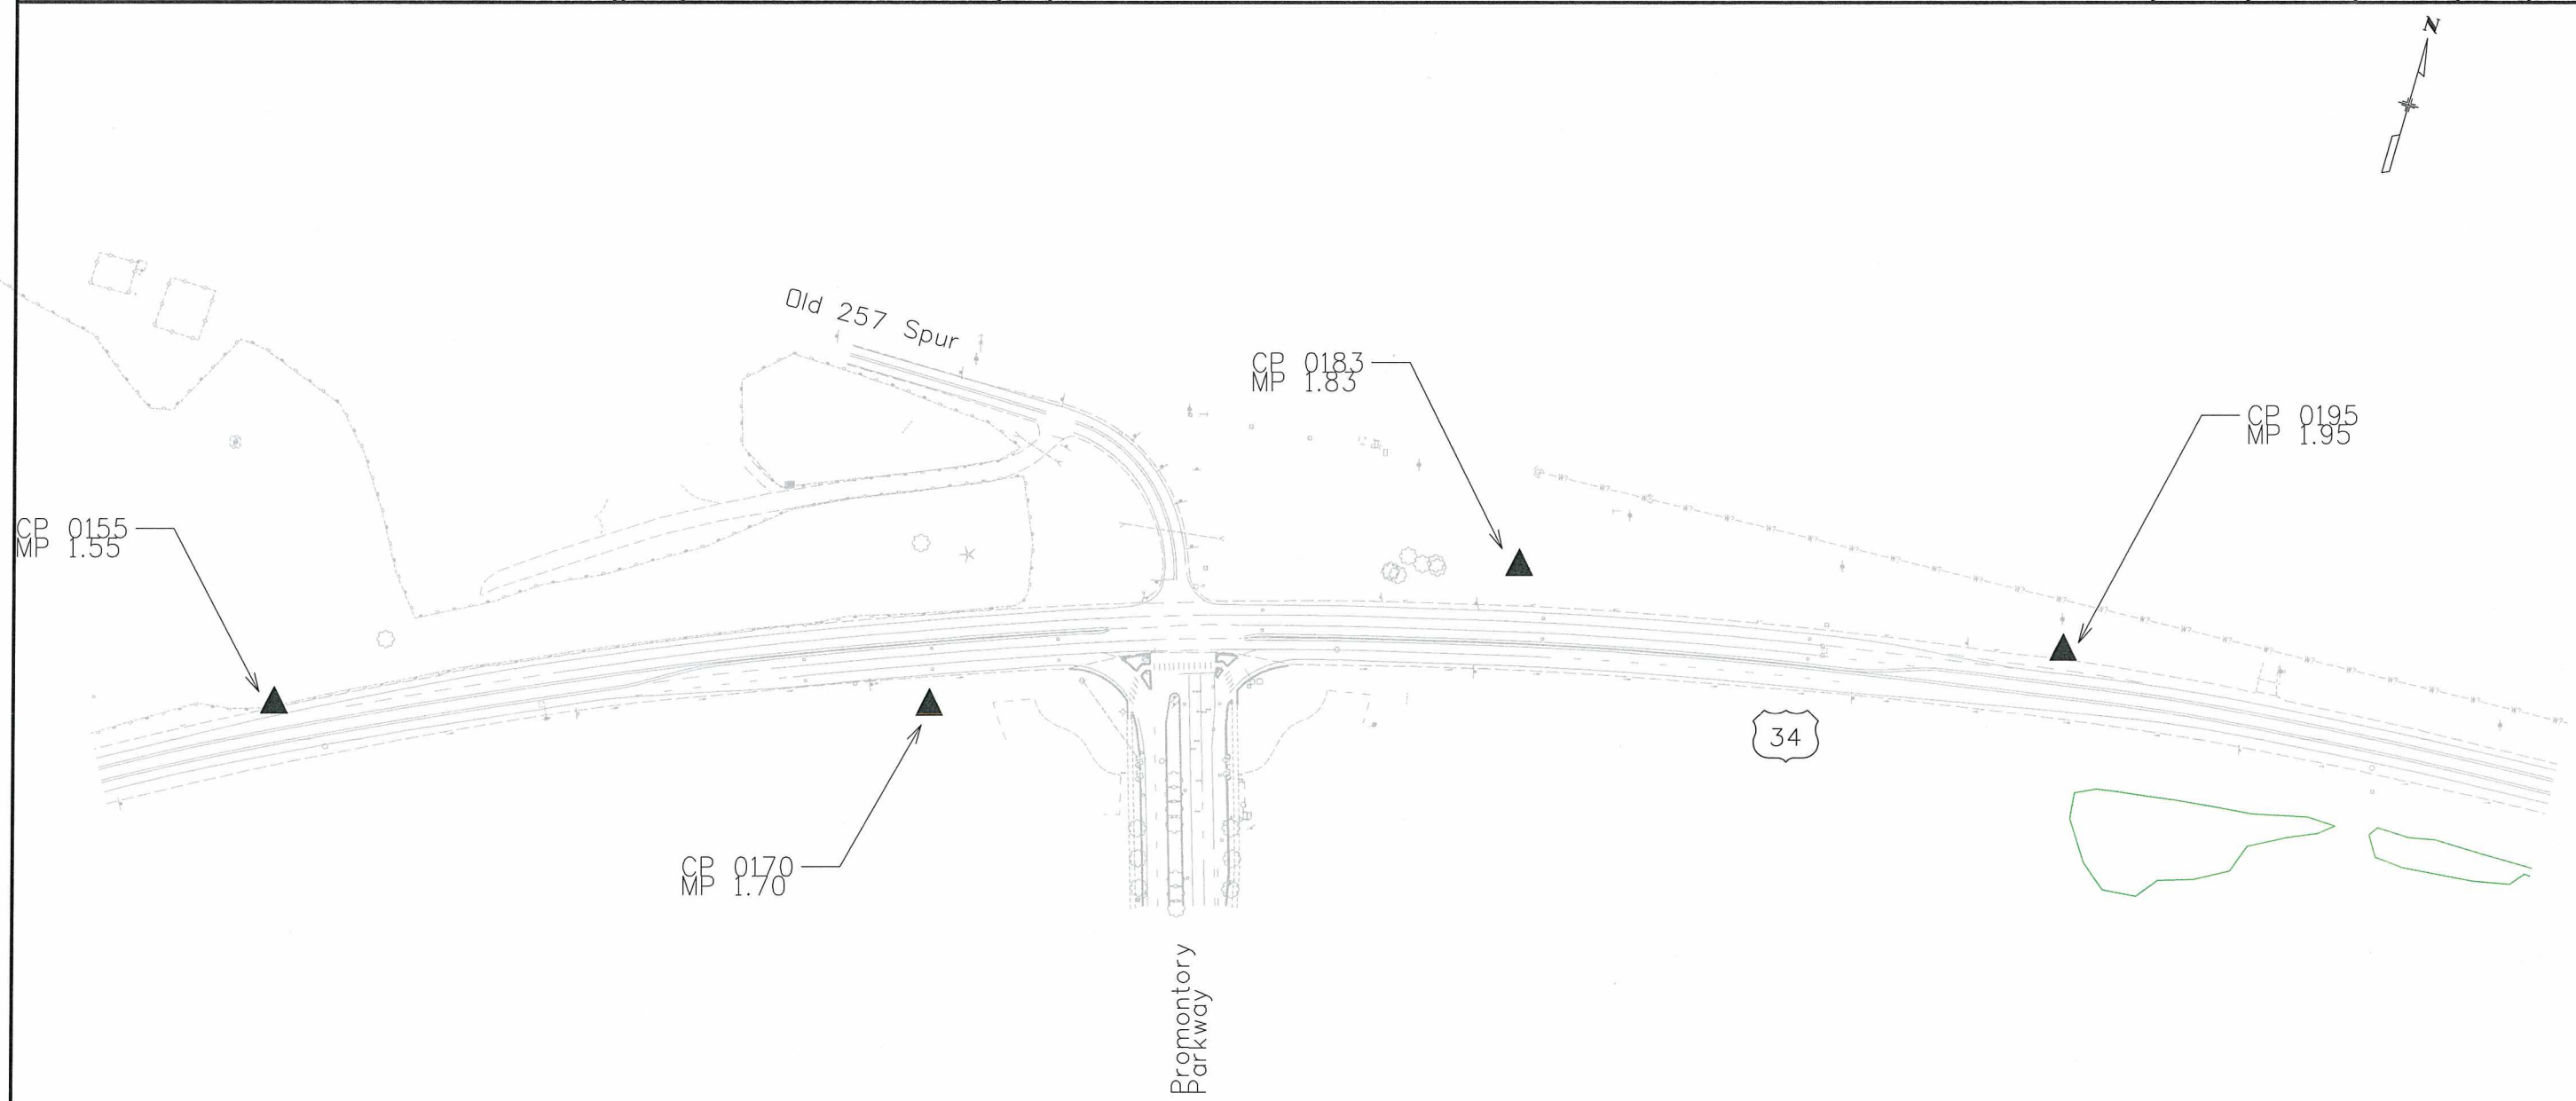 N
Old 257 Spur
CP 0183
MP 1.83
CP 0195
MP 1.95
CP 0155
MP 1.55
34
CP 0170
MP 1.70
Promontory
Parkway